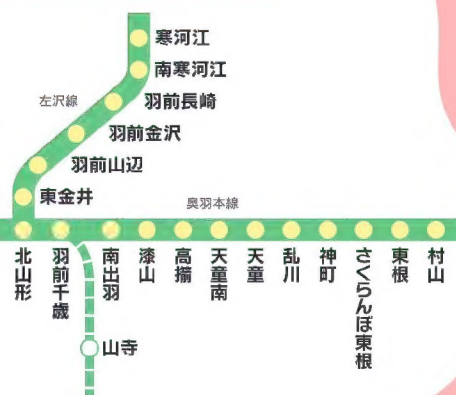 寒河江
南寒河江
左沢線
羽前長崎
羽前金沢
羽前山辺
東金井
奥羽本線
北山形
羽前千歳
南出羽
漆山
高擶
天童南
天童
乱川
神町
さくらんぼ東根
東根
村山
山寺